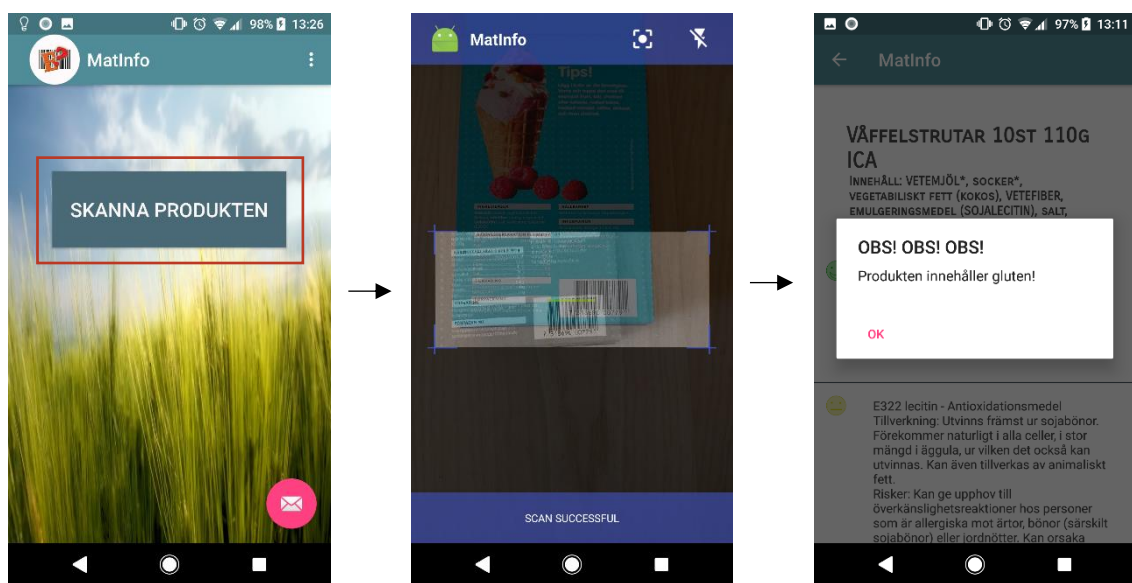 98% 13:26
MatInfo
SKANNA PRODUKTEN
MatInfo
Tips!
SCAN SUCCESSFUL
97% 13:11
MatInfo
VÅFFELSTRUTAR 10ST 110G
ICA
INNEHÅLL: VETEMJÖL*, SOCKER*,
VEGETABILISKT FETT (KOKOS), VETEFIBER,
EMULGERINGSMEDEL (SOJALECITIN), SALT,
OBS! OBS! OBS!
Produkten innehåller gluten!
OK
E322 lecitin - Antioxidationsmedel
Tillverkning: Utvinns främst ur sojabönor.
Förekommer naturligt i alla celler, i stor
mängd i äggula, ur vilken det också kan
utvinnas. Kan även tillverkas av animaliskt
fett.
Risker: Kan ge upphov till
överkänslighetsreaktioner hos personer
som är allergiska mot ärtor, bönor (särskilt
sojabönor) eller jordnötter. Kan orsaka